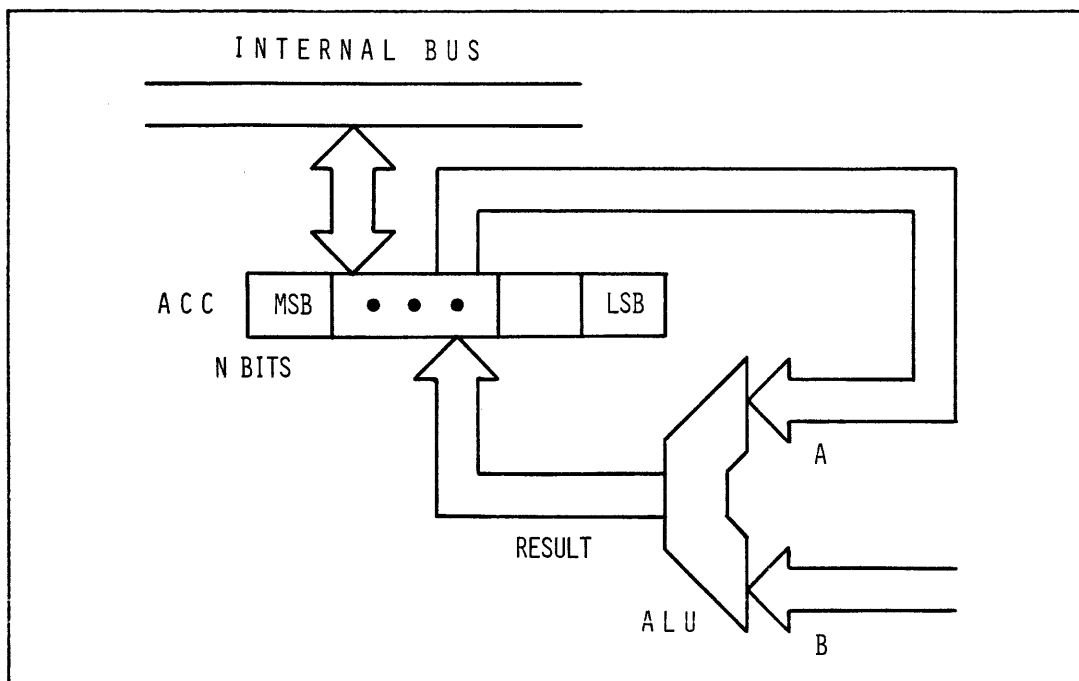 INTERNAL BUS
ACC
MSB
LSB
N BITS
A
RESULT
ALU
B